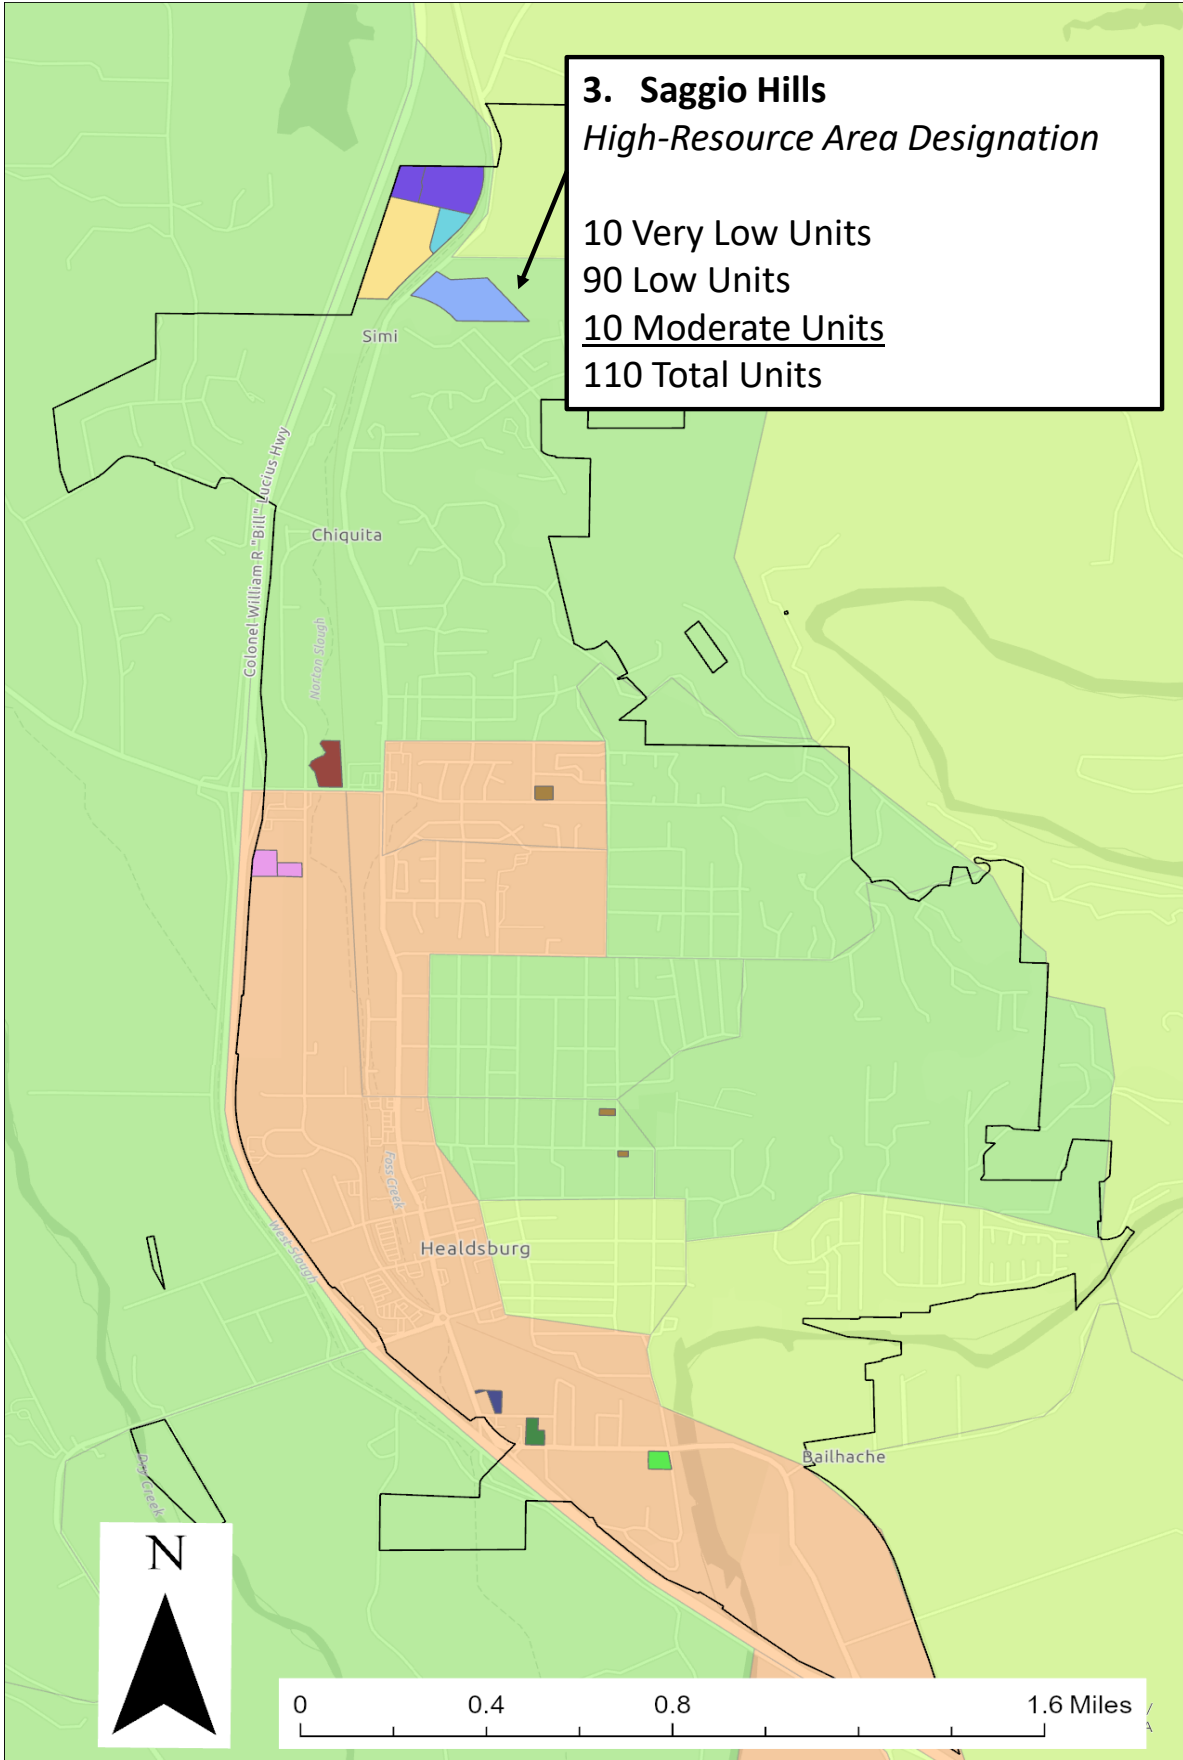 3. Saggio Hills
High-Resource Area Designation
10 Very Low Units
90 Low Units
10 Moderate Units
110 Total Units
Simi
Colonel William R "Bill" Lucius Hwy
Chiquita
Norton Slough
Foss Creek
West Slough
Healdsburg
Bailhache
Dry Creek
N
0 0.4 0.8 1.6 Miles